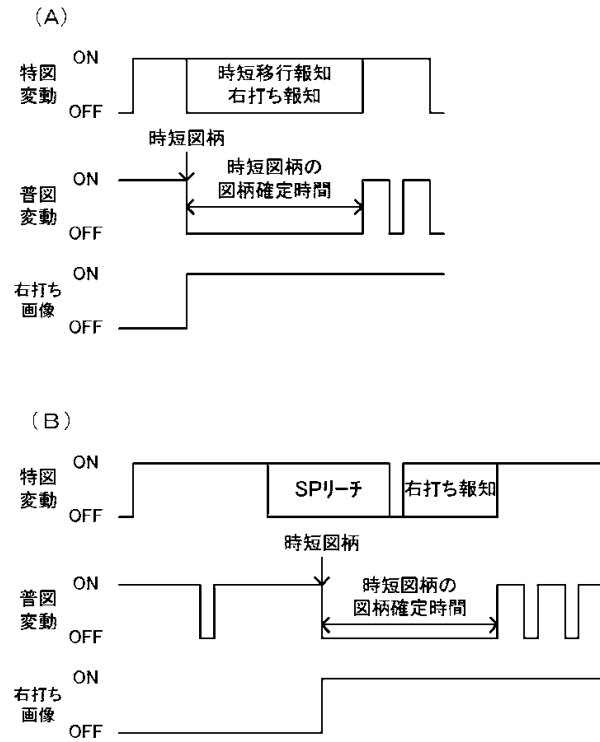 (A)
ON
特図
変動
OFF
時短移行報知
右打ち報知
時短図柄
ON
普図
変動
OFF
時短図柄の
図柄確定時間
ON
右打ち
画像
OFF
(B)
ON
特図
変動
OFF
SPリーチ
右打ち報知
時短図柄
ON
普図
変動
OFF
時短図柄の
図柄確定時間
ON
右打ち
画像
OFF